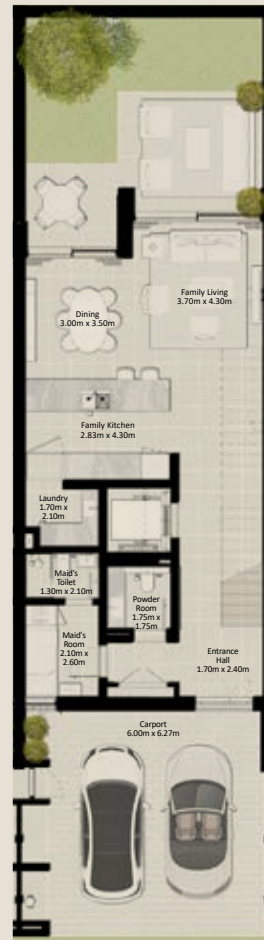 Family Living
3.70m x 4.30m
Dining
3.00m x 3.50m
Family Kitchen
2.83m x 4.30m
Laundry
1.70m x
2.10m
Maid's
Toilet
1.30m x 2.10m
Powder
Room
1.75m x
1.75m
Maid's
Room
2.10m x
2.60m
Entrance
Hall
1.70m x 2.40m
Carport
6.00m x 6.27m